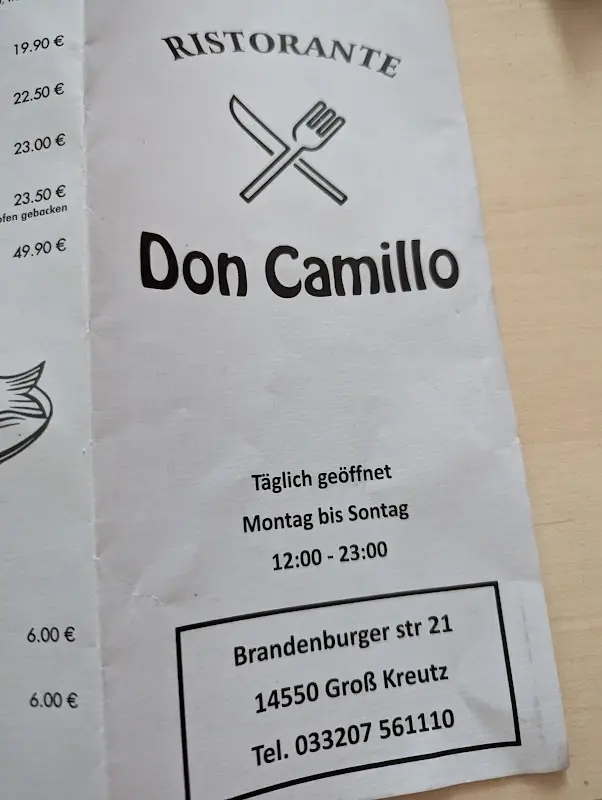 19.90 €
22.50 €
23.00 €
23.50 €
gebacken
49.90 €
6.00 €
6.00 €
RISTORANTE
Don Camillo
Täglich geöffnet
Montag bis Sontag
12:00 - 23:00
Brandenburger str 21
14550 Groß Kreutz
Tel. 033207 561110